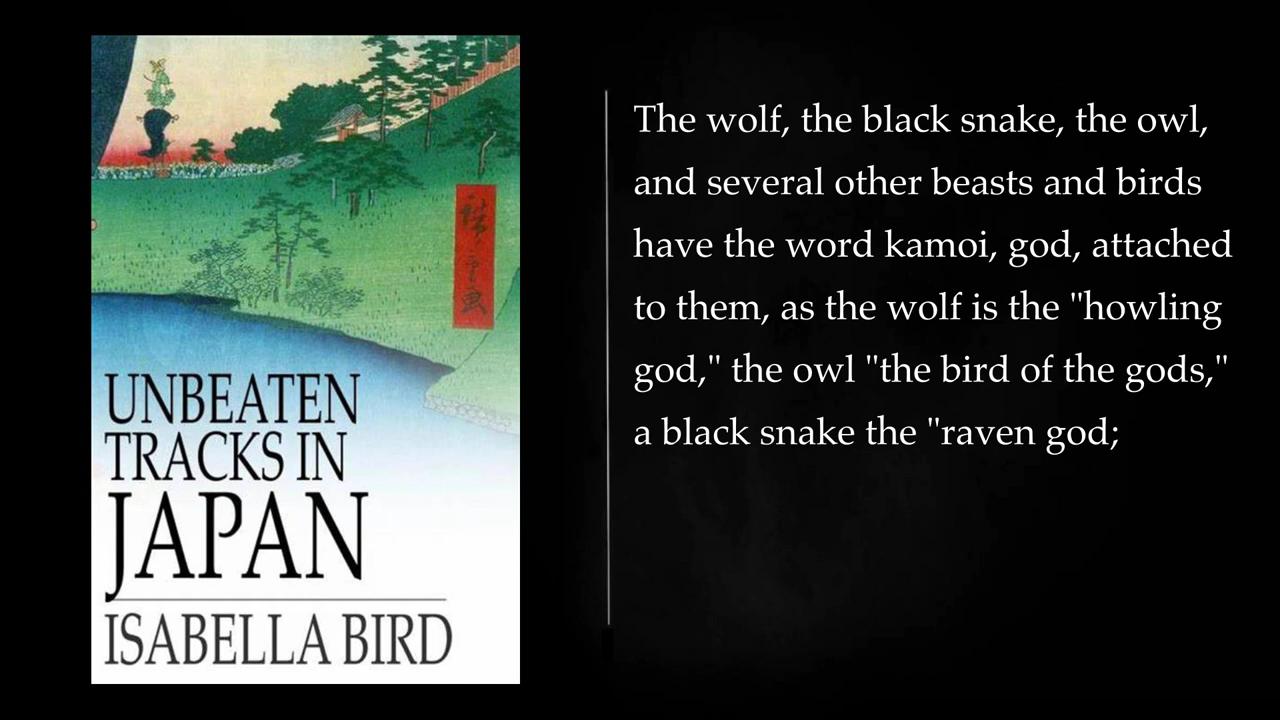 UNBEATEN
TRACKS IN
JAPAN
ISABELLA BIRD
The wolf, the black snake, the owl,
and several other beasts and birds
have the word kamoi, god, attached
to them, as the wolf is the "howling
god," the owl "the bird of the gods,"
a black snake the "raven god;